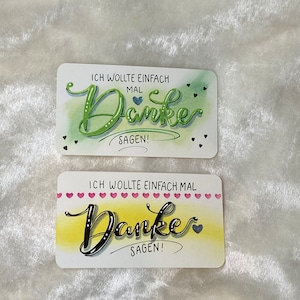 ICH WOLLTE EINFACH
MAL
Danke
SAGEN!
ICH WOLLTE EINFACH MAL
Danke
SAGEN!